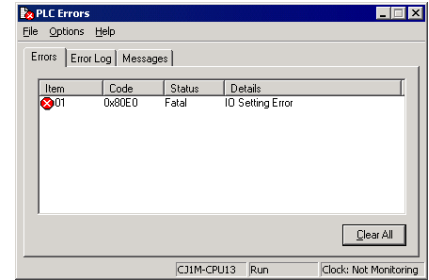 PLC Errors
File Options Help
Errors Error Log Messages
Item Code Status Details
01 0x80E0 Fatal IO Setting Error
Clear All
CJ1M-CPU13 Run Clock: Not Monitoring